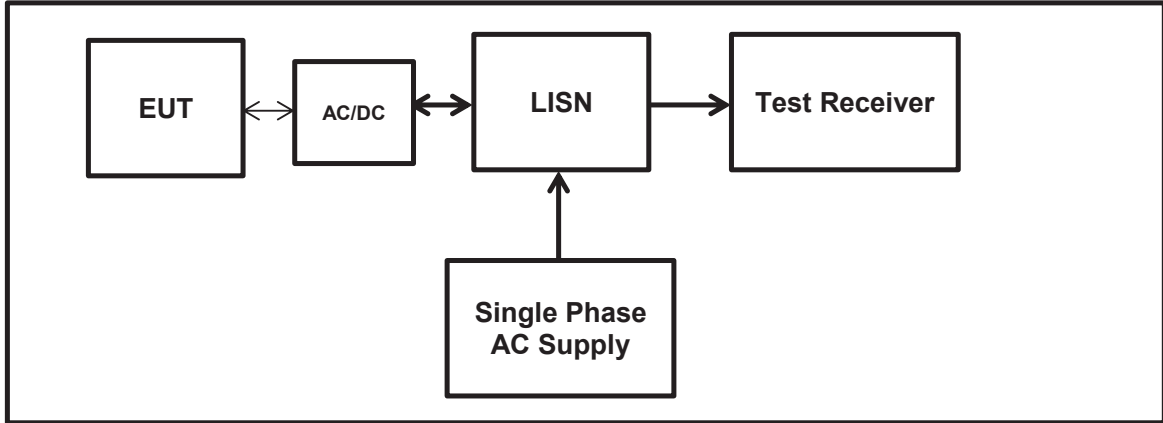 EUT
AC/DC
LISN
Test Receiver
Single Phase
AC Supply